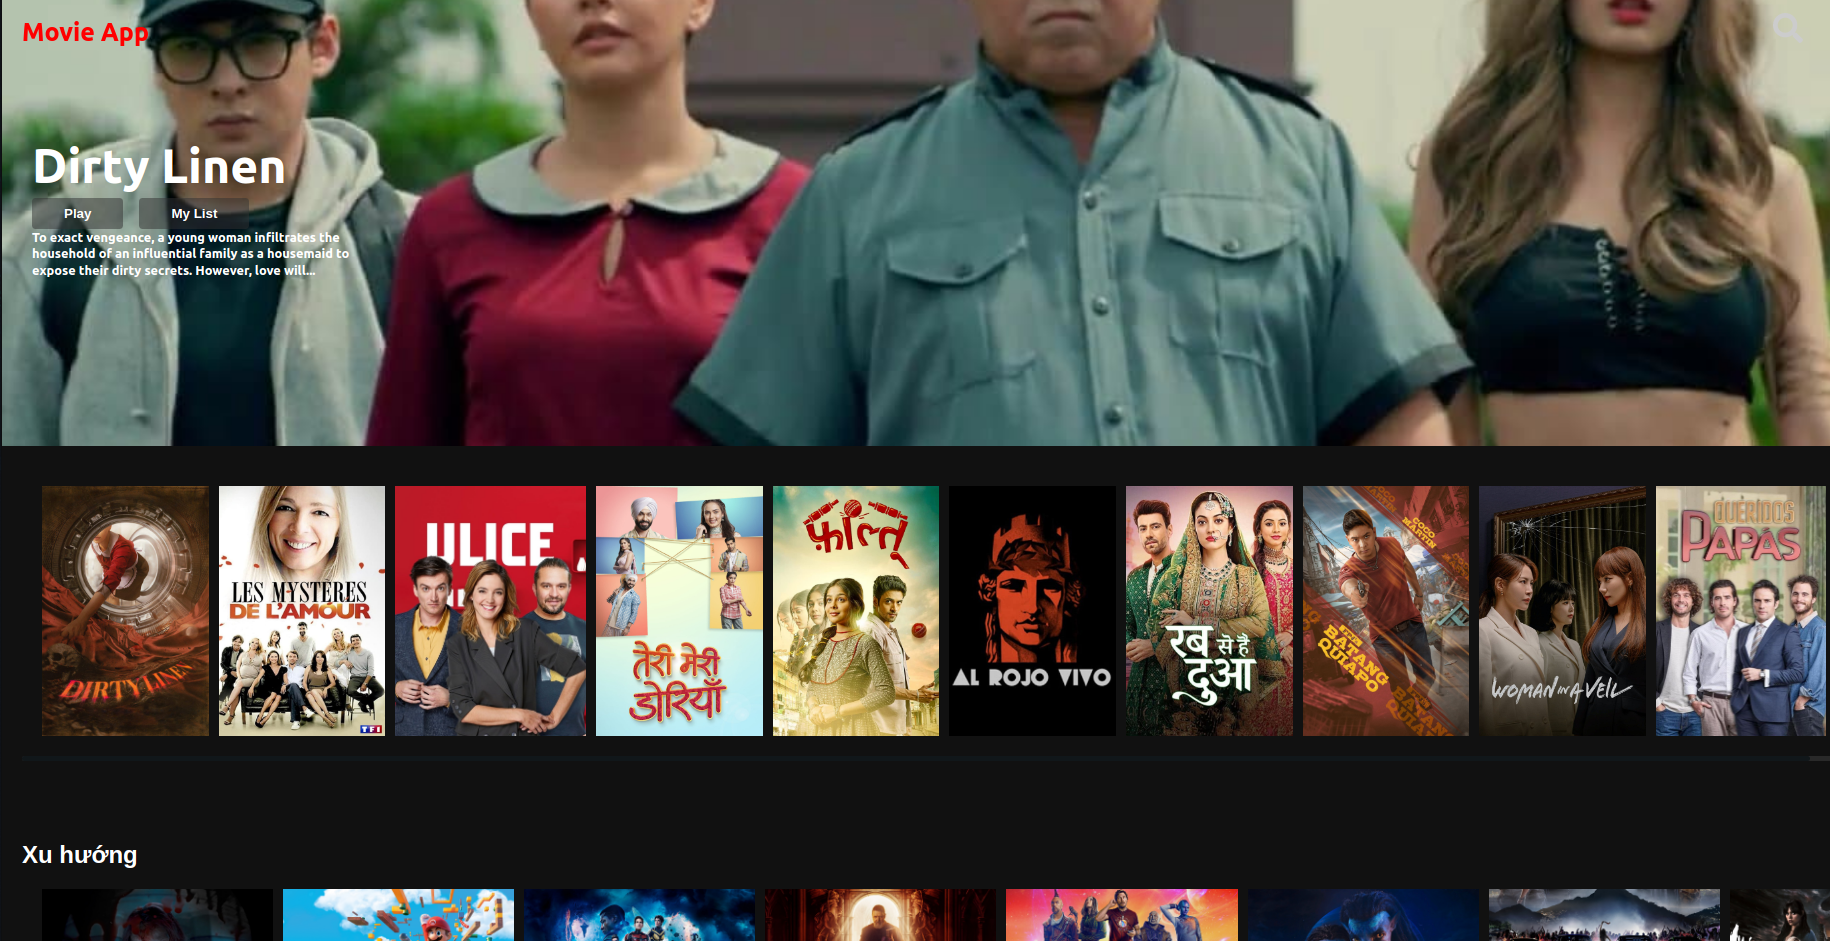 Movie App
Dirty Linen
Play
My List
To exact vengeance, a young woman infiltrates the
household of an influential family as a housemaid to
expose their dirty secrets. However, love will...
DIRTY LINEN
LES MYSTÈRES
DE L'AMOUR
TF1
ULICE
तेरी मेरी
डोरियाँ
फ़ालतू
AL ROJO VIVO
रब से है
दुआ
COCO
MARTIN
BATANG
QUIAPO
WOMAN IN A VEIL
QUERIDOS
PAPÁS
Xu hướng